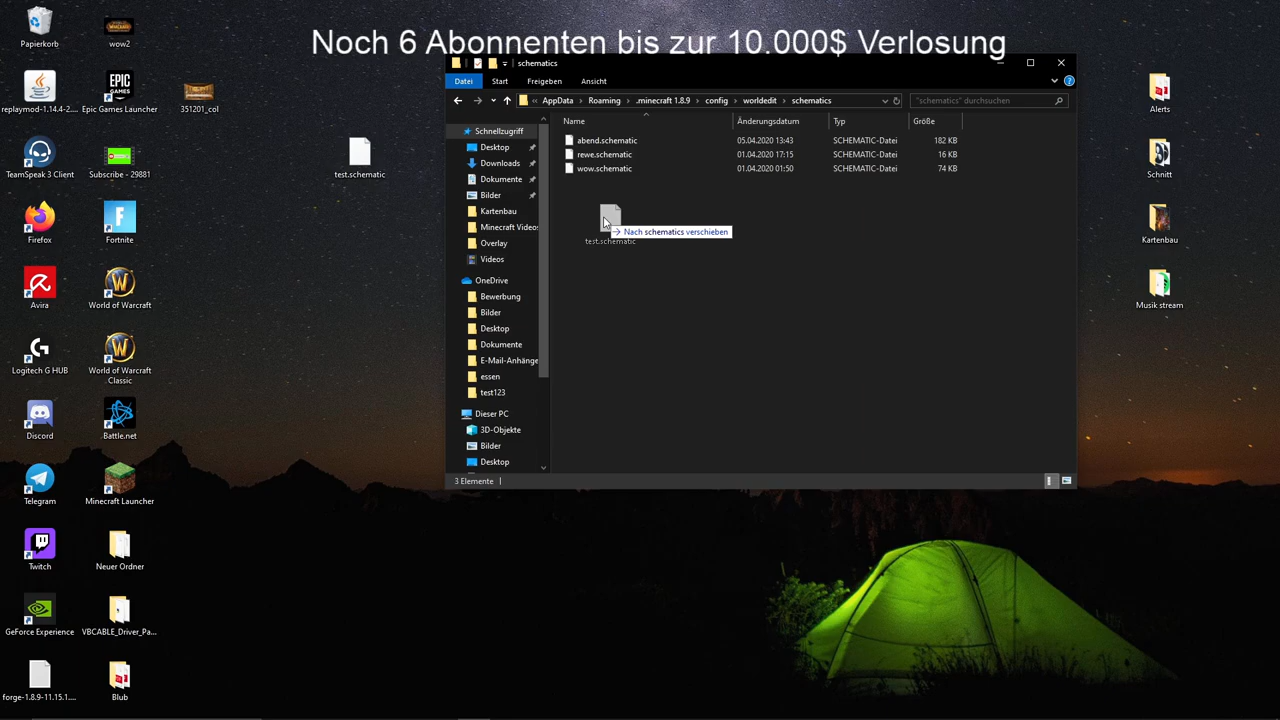 Noch 6 Abonnenten bis zur 10.000$ Verlosung
Papierkorb
wow2
replaymod-1.14.4-2....
Epic Games Launcher
351201_col
TeamSpeak 3 Client
Subscribe - 29881
test.schematic
Firefox
Fortnite
Avira
World of Warcraft
Logitech G HUB
World of Warcraft
Classic
Discord
Battle.net
Telegram
Minecraft Launcher
Twitch
Neuer Ordner
GeForce Experience
VBCABLE_Driver_Pa...
forge-1.8.9-11.15.1....
Blub
schematics
Datei
Start
Freigeben
Ansicht
« AppData > Roaming > .minecraft 1.8.9 > config > worldedit > schematics
"schematics" durchsuchen
Name
Änderungsdatum
Typ
Größe
abend.schematic 05.04.2020 13:43 SCHEMATIC-Datei 182 KB
rewe.schematic 01.04.2020 17:15 SCHEMATIC-Datei 16 KB
wow.schematic 01.04.2020 01:50 SCHEMATIC-Datei 74 KB
Nach schematics verschieben
test.schematic
Schnellzugriff
Desktop
Downloads
Dokumente
Bilder
Kartenbau
Minecraft Videos
Overlay
Videos
OneDrive
Bewerbung
Bilder
Desktop
Dokumente
E-Mail-Anhänge
essen
test123
Dieser PC
3D-Objekte
Bilder
Desktop
3 Elemente
Alerts
Schnitt
Kartenbau
Musik stream